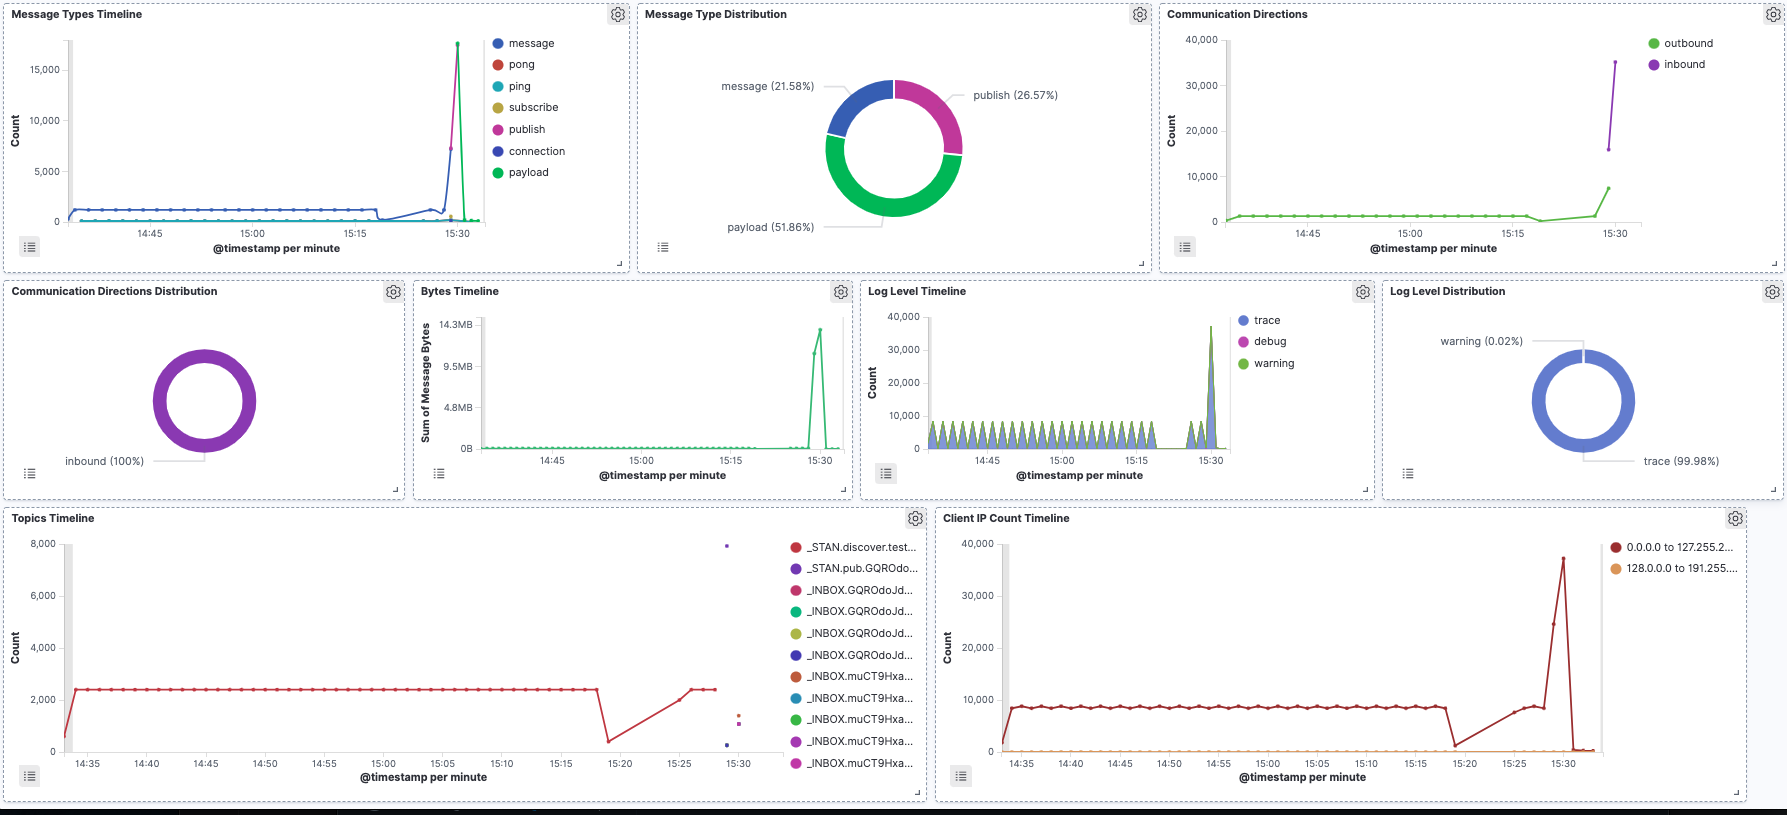 Message Types Timeline
15,000
10,000
5,000
0
Count
14:45
15:00
15:15
15:30
@timestamp per minute
message
pong
ping
subscribe
publish
connection
payload
Message Type Distribution
message (21.58%)
publish (26.57%)
payload (51.86%)
Communication Directions
40,000
30,000
20,000
10,000
0
Count
14:45
15:00
15:15
15:30
@timestamp per minute
outbound
inbound
Communication Directions Distribution
inbound (100%)
Bytes Timeline
14.3MB
9.5MB
4.8MB
0B
Sum of Message Bytes
14:45
15:00
15:15
15:30
@timestamp per minute
Log Level Timeline
40,000
30,000
20,000
10,000
0
Count
14:45
15:00
15:15
15:30
@timestamp per minute
trace
debug
warning
Log Level Distribution
warning (0.02%)
trace (99.98%)
Topics Timeline
8,000
6,000
4,000
2,000
0
Count
14:35
14:40
14:45
14:50
14:55
15:00
15:05
15:10
15:15
15:20
15:25
15:30
@timestamp per minute
_STAN.discover.test...
_STAN.pub.GQROdo...
_INBOX.GQROdoJd...
_INBOX.GQROdoJd...
_INBOX.GQROdoJd...
_INBOX.GQROdoJd...
_INBOX.muCT9Hxa...
_INBOX.muCT9Hxa...
_INBOX.muCT9Hxa...
_INBOX.muCT9Hxa...
_INBOX.muCT9Hxa...
Client IP Count Timeline
40,000
30,000
20,000
10,000
0
Count
14:35
14:40
14:45
14:50
14:55
15:00
15:05
15:10
15:15
15:20
15:25
15:30
@timestamp per minute
0.0.0.0 to 127.255.2...
128.0.0.0 to 191.255....